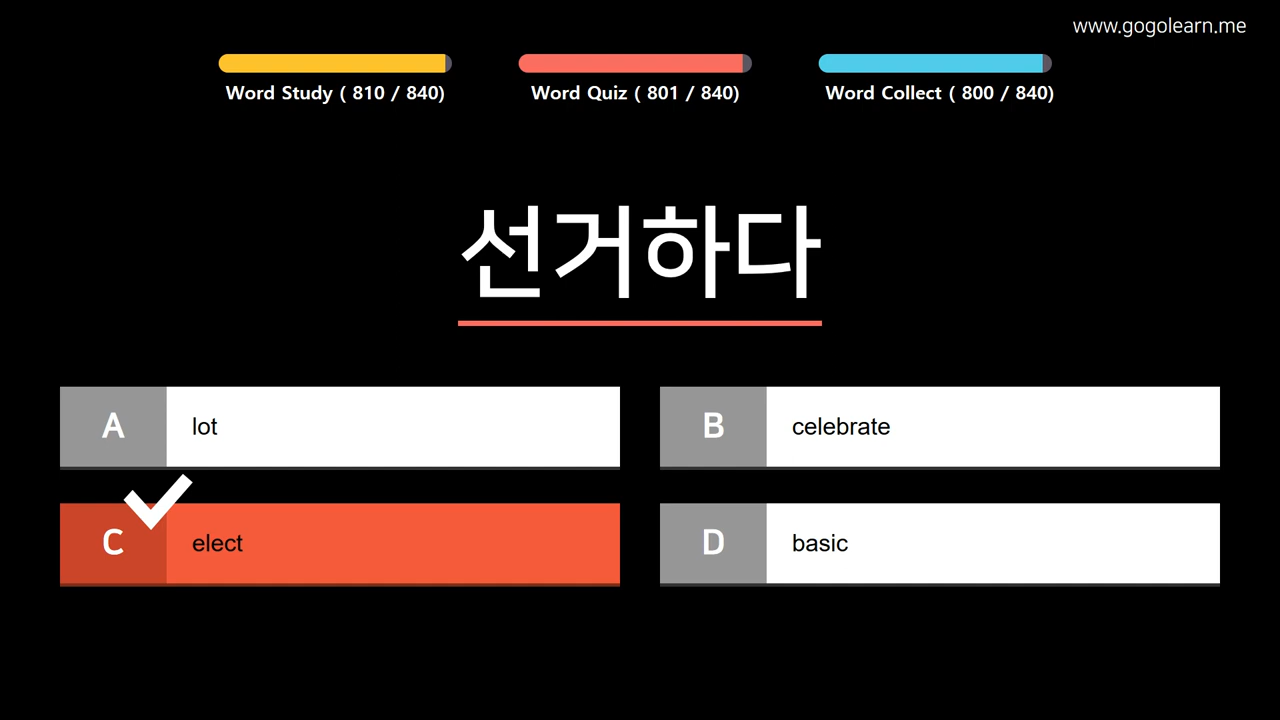 www.gogolearn.me
Word Study ( 810 / 840)
Word Quiz ( 801 / 840)
Word Collect ( 800 / 840)
선거하다
A
lot
B
celebrate
C
elect
D
basic